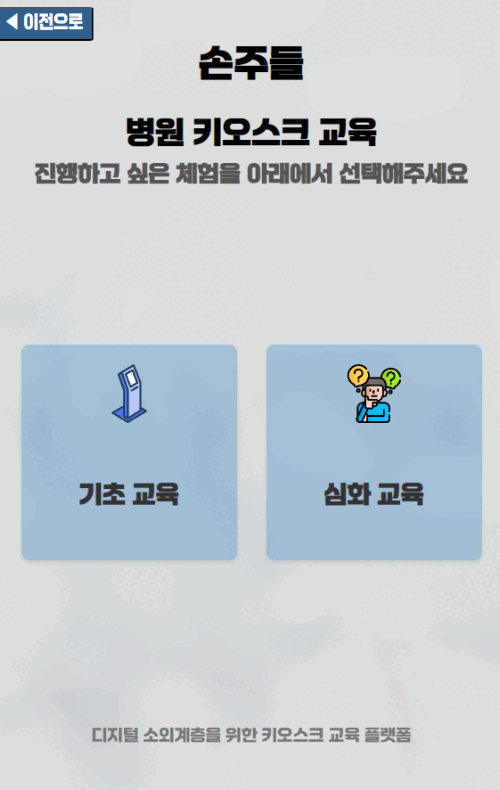 ◀ 이전으로
손주들
병원 키오스크 교육
진행하고 싶은 체험을 아래에서 선택해주세요
기초 교육
심화 교육
디지털 소외계층을 위한 키오스크 교육 플랫폼